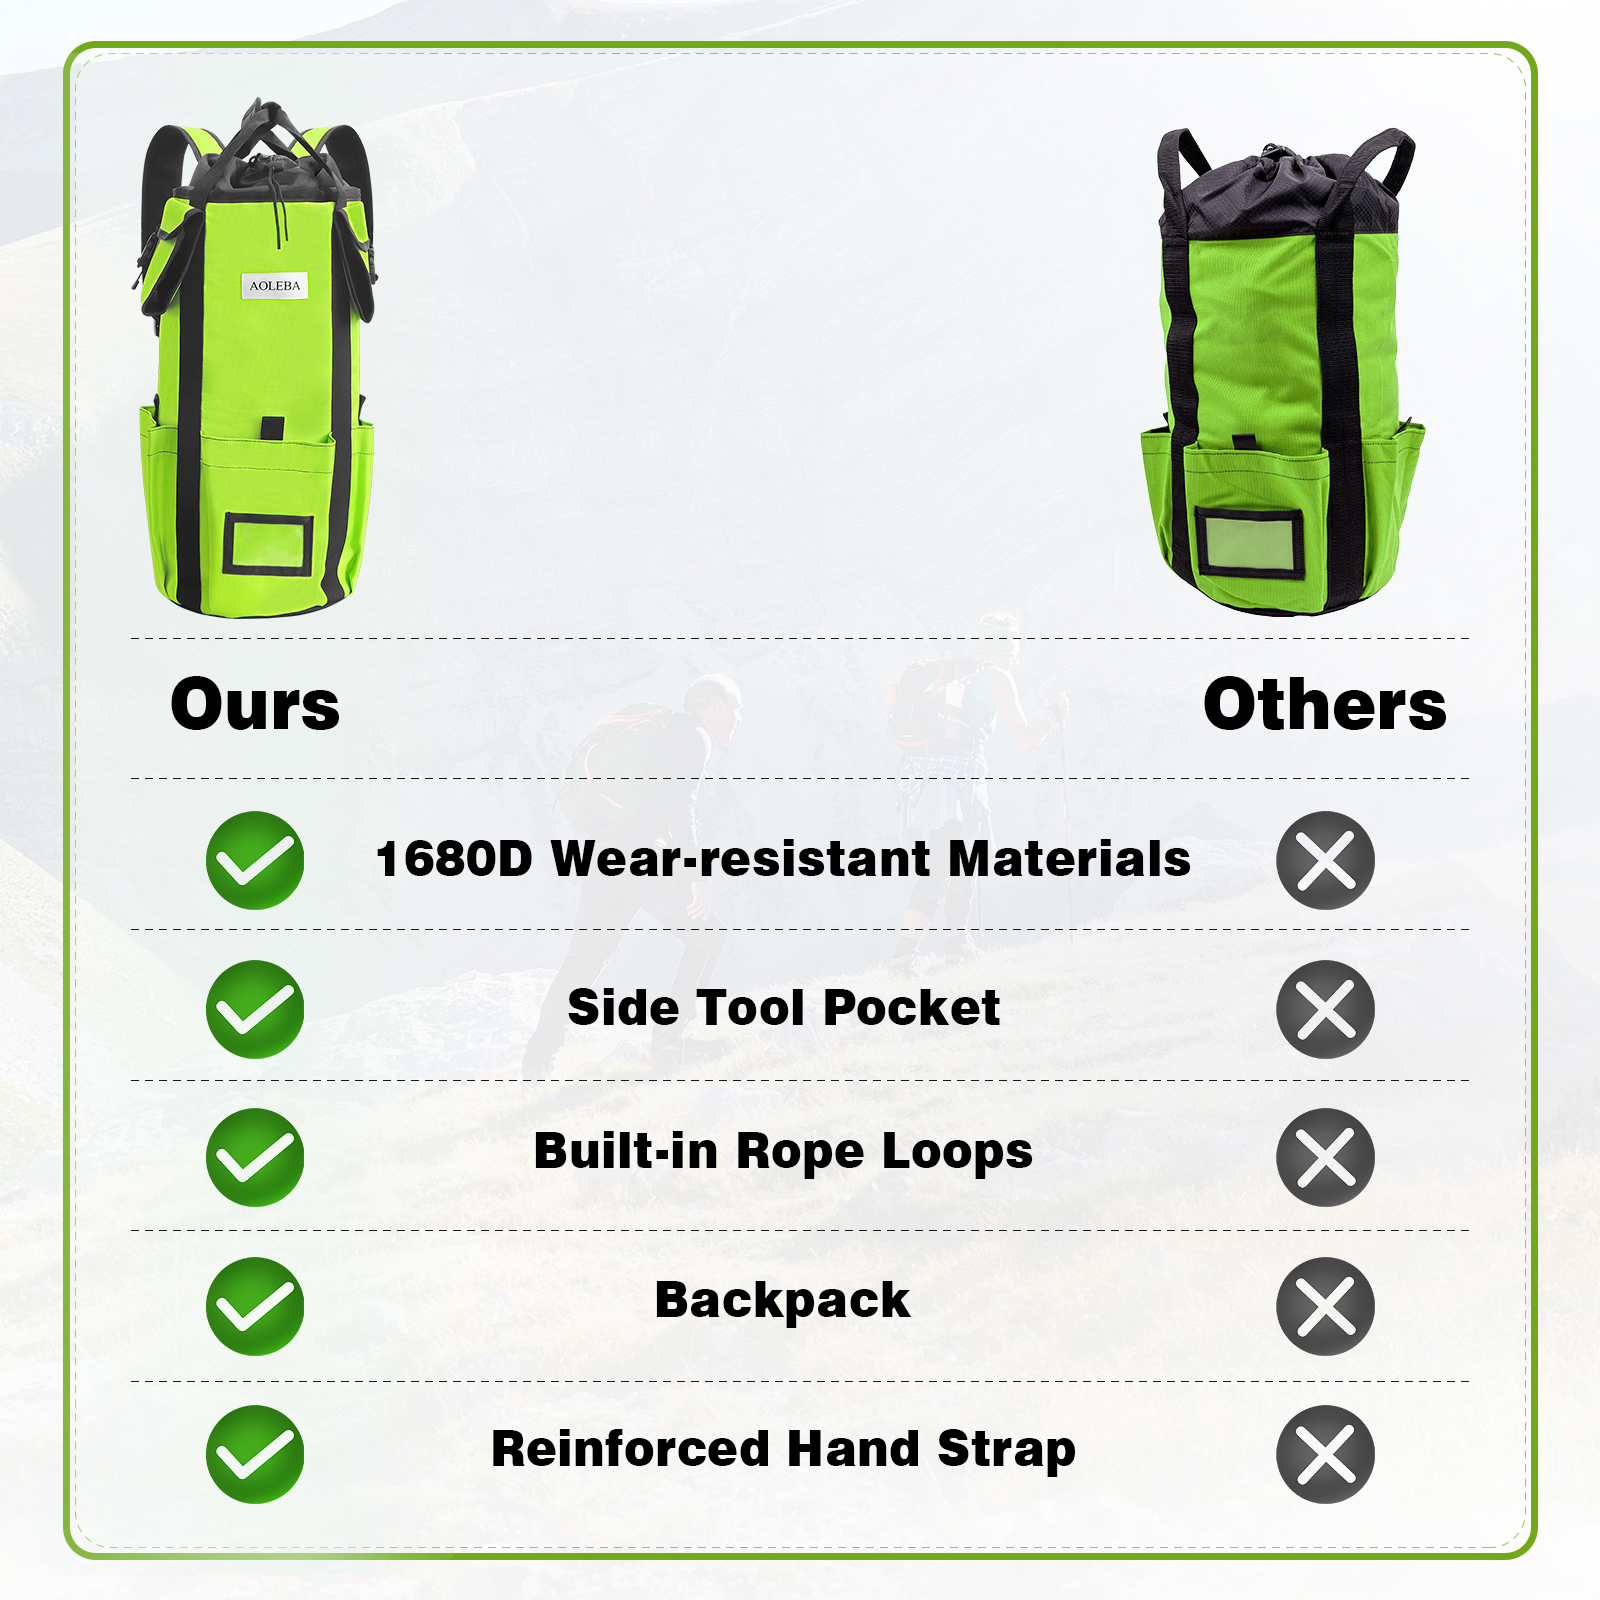 AOLEBA
Ours
Others
1680D Wear-resistant Materials
Side Tool Pocket
Built-in Rope Loops
Backpack
Reinforced Hand Strap